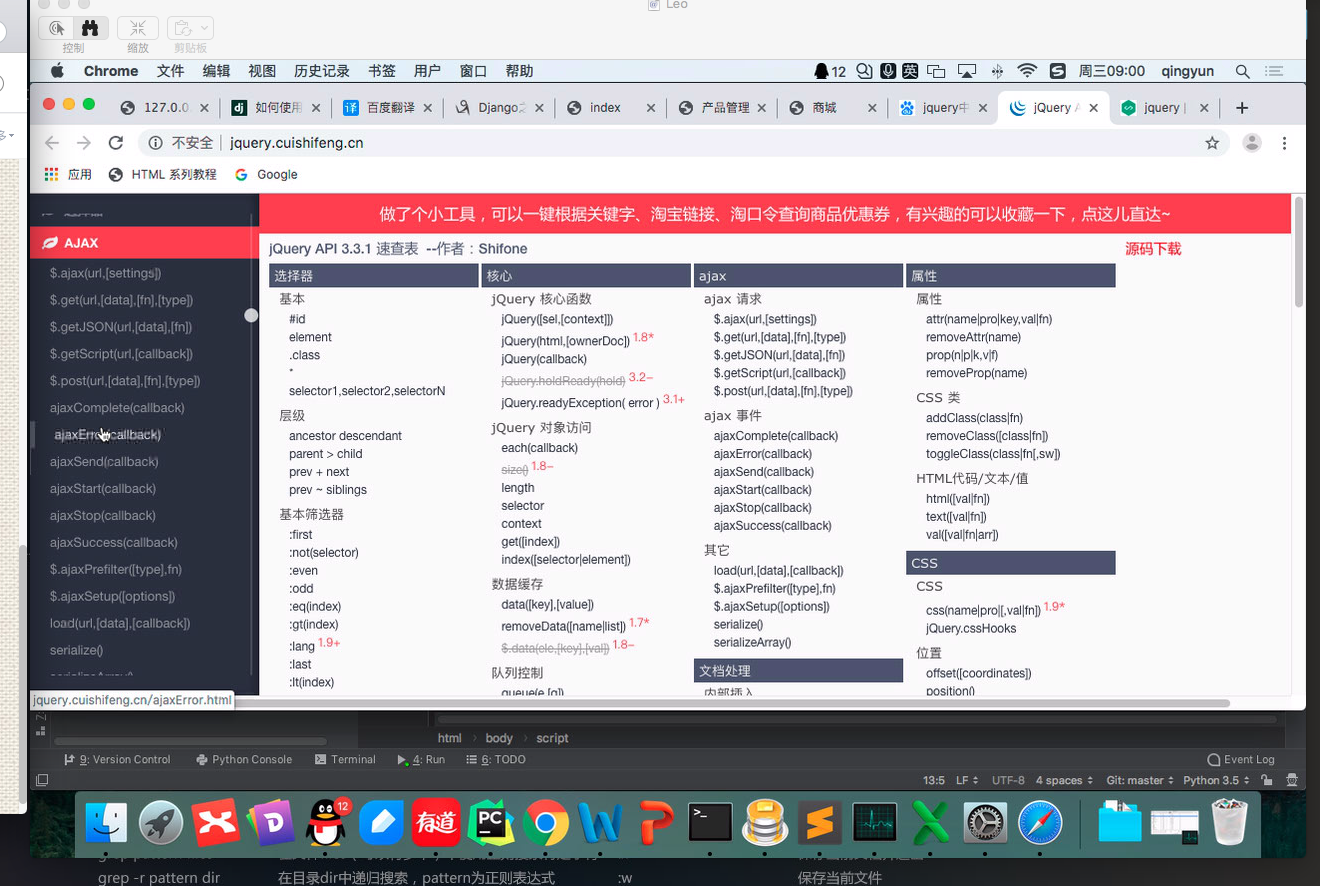 Leo
控制
缩放
剪贴板
Chrome 文件 编辑 视图 历史记录 书签 用户 窗口 帮助
12 英 周三09:00 qingyun
127.0.0
如何使用
百度翻译
Django
index
产品管理
商城
jquery中
jQuery A
jquery |
不安全 jquery.cuishifeng.cn
应用 HTML 系列教程 Google
做了个小工具，可以一键根据关键字、淘宝链接、淘口令查询商品优惠券，有兴趣的可以收藏一下，点这儿直达~
AJAX
$.ajax(url,[settings])
$.get(url,[data],[fn],[type])
$.getJSON(url,[data],[fn])
$.getScript(url,[callback])
$.post(url,[data],[fn],[type])
ajaxComplete(callback)
ajaxError(callback)
ajaxSend(callback)
ajaxStart(callback)
ajaxStop(callback)
ajaxSuccess(callback)
$.ajaxPrefilter([type],fn)
$.ajaxSetup([options])
load(url,[data],[callback])
serialize()
serializeArray()
jquery.cuishifeng.cn/ajaxError.html
jQuery API 3.3.1 速查表 --作者：Shifone
源码下载
选择器
基本
#id
element
.class
*
selector1,selector2,selectorN
层级
ancestor descendant
parent > child
prev + next
prev ~ siblings
基本筛选器
:first
:not(selector)
:even
:odd
:eq(index)
:gt(index)
:lang 1.9+
:last
:lt(index)
核心
jQuery 核心函数
jQuery([sel,[context]])
jQuery(html,[ownerDoc]) 1.8*
jQuery(callback)
jQuery.holdReady(hold) 3.2−
jQuery.readyException( error ) 3.1+
jQuery 对象访问
each(callback)
size() 1.8−
length
selector
context
get([index])
index([selector|element])
数据缓存
data([key],[value])
removeData([name|list]) 1.7*
$.data(ele,[key],[val]) 1.8−
队列控制
queue(e,[q])
ajax
ajax 请求
$.ajax(url,[settings])
$.get(url,[data],[fn],[type])
$.getJSON(url,[data],[fn])
$.getScript(url,[callback])
$.post(url,[data],[fn],[type])
ajax 事件
ajaxComplete(callback)
ajaxError(callback)
ajaxSend(callback)
ajaxStart(callback)
ajaxStop(callback)
ajaxSuccess(callback)
其它
load(url,[data],[callback])
$.ajaxPrefilter([type],fn)
$.ajaxSetup([options])
serialize()
serializeArray()
文档处理
内部插入
属性
属性
attr(name|pro|key,val|fn)
removeAttr(name)
prop(n|p|k,v|f)
removeProp(name)
CSS 类
addClass(class|fn)
removeClass([class|fn])
toggleClass(class|fn[,sw])
HTML代码/文本/值
html([val|fn])
text([val|fn])
val([val|fn|arr])
CSS
CSS
css(name|pro|[,val|fn]) 1.9*
jQuery.cssHooks
位置
offset([coordinates])
position()
html › body › script
9: Version Control Python Console Terminal 4: Run 6: TODO Event Log
13:5 LF UTF-8 4 spaces Git: master Python 3.5
12
有道
PC
grep -r pattern dir 在目录dir中递归搜索，pattern为正则表达式 :w 保存当前文件